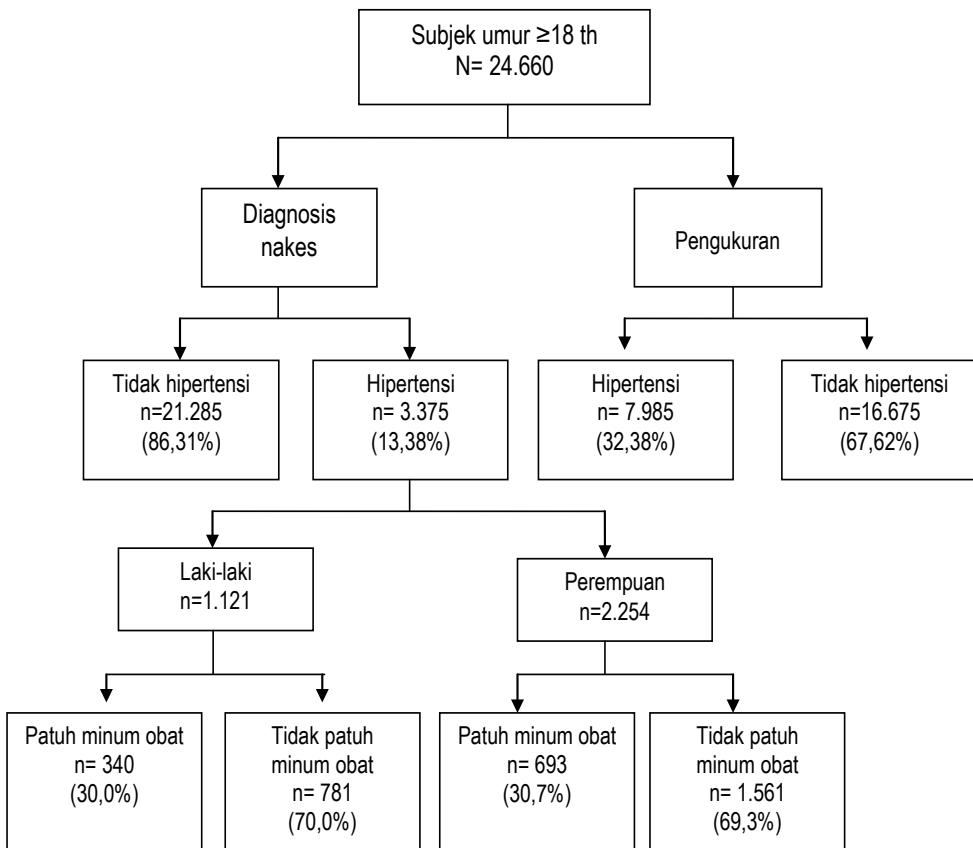 Subjek umur ≥18 th
N= 24.660
Diagnosis
nakes
Pengukuran
Tidak hipertensi
n=21.285
(86,31%)
Hipertensi
n= 3.375
(13,38%)
Hipertensi
n= 7.985
(32,38%)
Tidak hipertensi
n=16.675
(67,62%)
Laki-laki
n=1.121
Perempuan
n=2.254
Patuh minum obat
n= 340
(30,0%)
Tidak patuh
minum obat
n= 781
(70,0%)
Patuh minum obat
n= 693
(30,7%)
Tidak patuh
minum obat
n= 1.561
(69,3%)